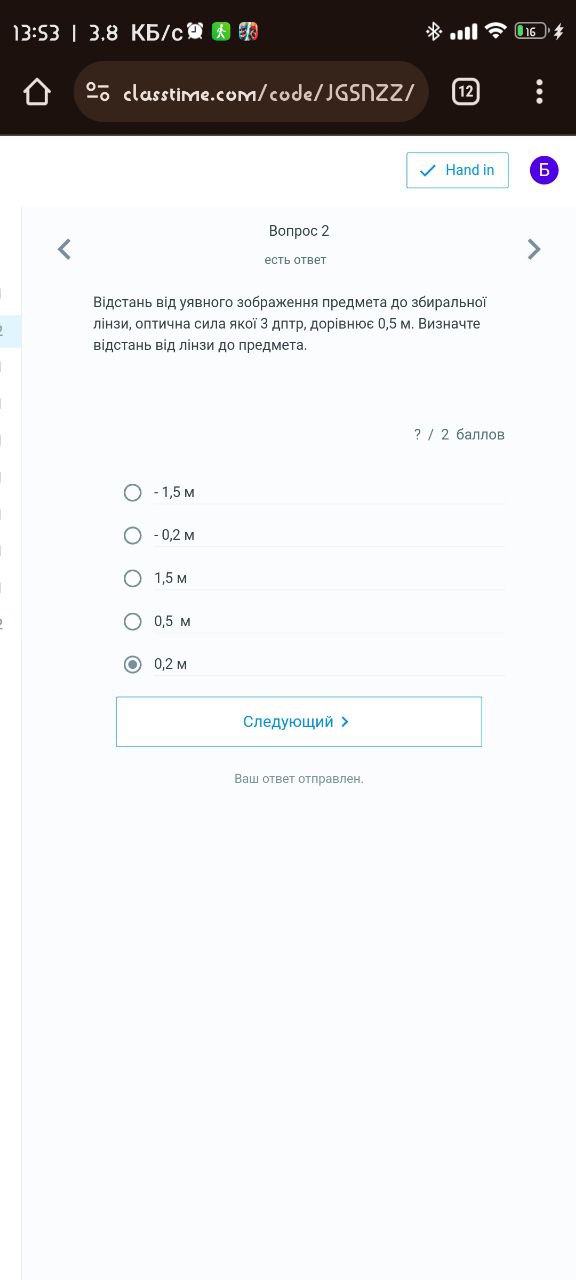 13:53 | 3,8 КБ/с 16
classtime.com/code/JGSNZZ/ 12
Hand in Б
Вопрос 2
есть ответ
2
Відстань від уявного зображення предмета до збиральної
лінзи, оптична сила якої 3 дптр, дорівнює 0,5 м. Визначте
відстань від лінзи до предмета.
? / 2 баллов
- 1,5 м
- 0,2 м
1,5 м
0,5 м
2
0,2 м
Следующий
Ваш ответ отправлен.